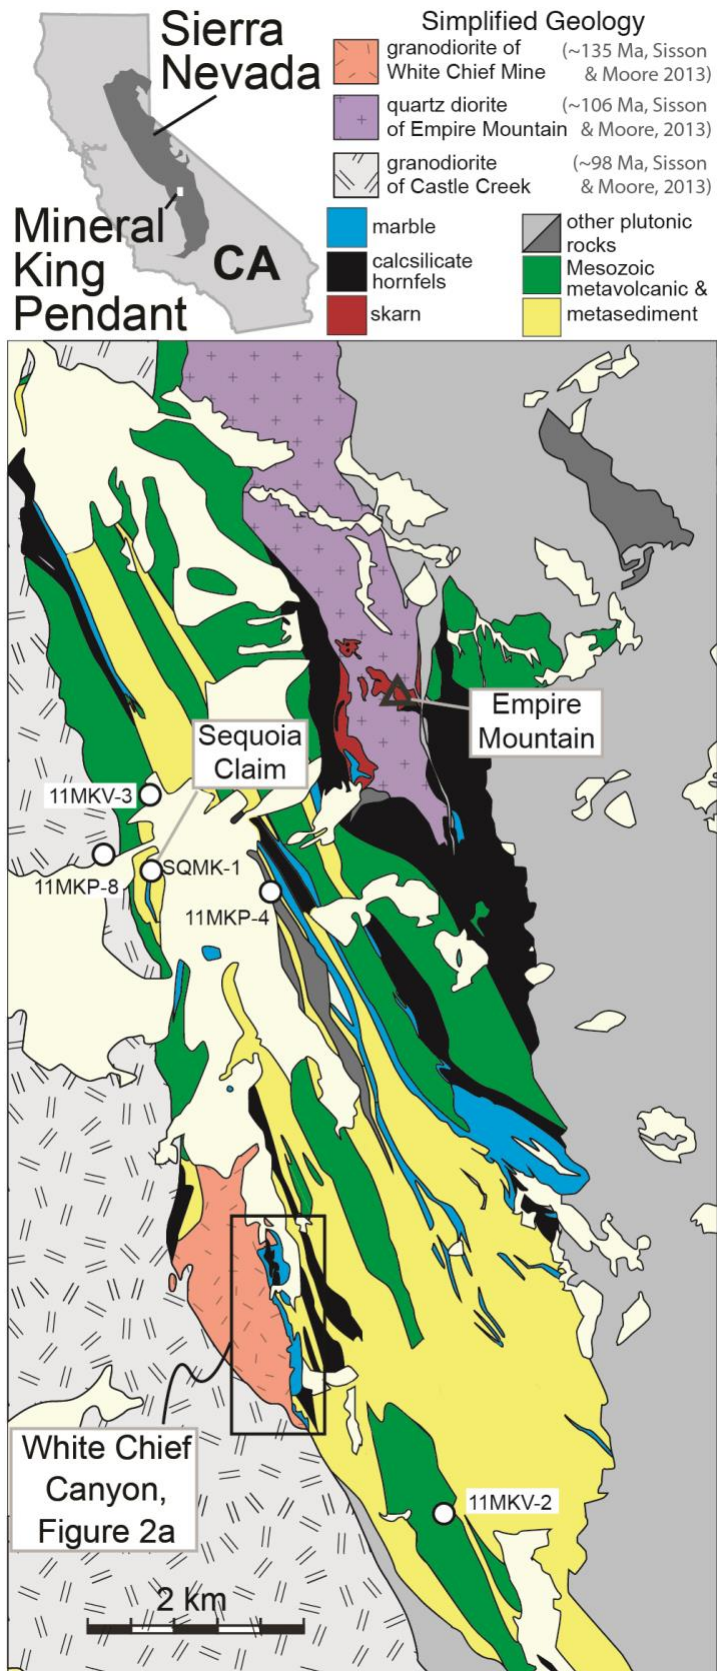 Simplified Geology
Sierra
Nevada
Mineral
King
Pendant
CA
granodiorite of
White Chief Mine
(~135 Ma, Sisson
& Moore 2013)
quartz diorite
of Empire Mountain
(~106 Ma, Sisson
& Moore, 2013)
granodiorite
of Castle Creek
(~98 Ma, Sisson
& Moore, 2013)
marble
calcsilicate
hornfels
skarn
other plutonic
rocks
Mesozoic
metavolcanic &
metasediment
Empire
Mountain
Sequoia
Claim
11MKV-3
11MKP-8
SQMK-1
11MKP-4
White Chief
Canyon,
Figure 2a
11MKV-2
2 km